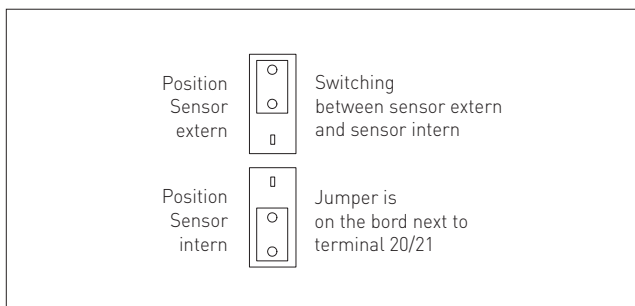 Position
Sensor
extern
Switching
between sensor extern
and sensor intern
Position
Sensor
intern
Jumper is
on the bord next to
terminal 20/21